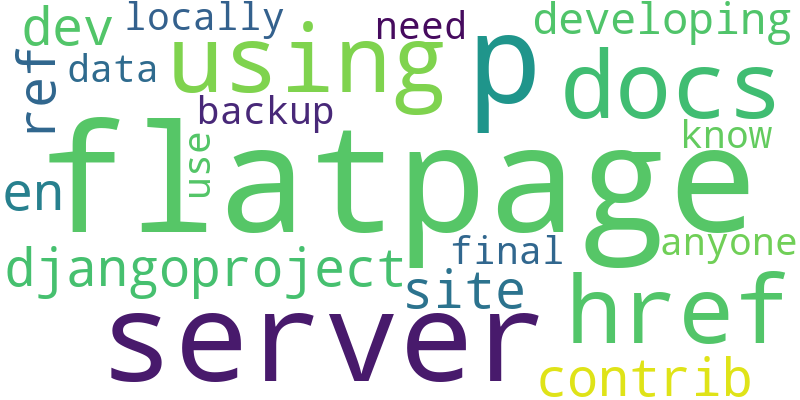 locally
need
developing
dev
using
p
docs
ref
data
backup
know
flatpage
use
en
anyone
djangoproject
final
site
href
server
contrib